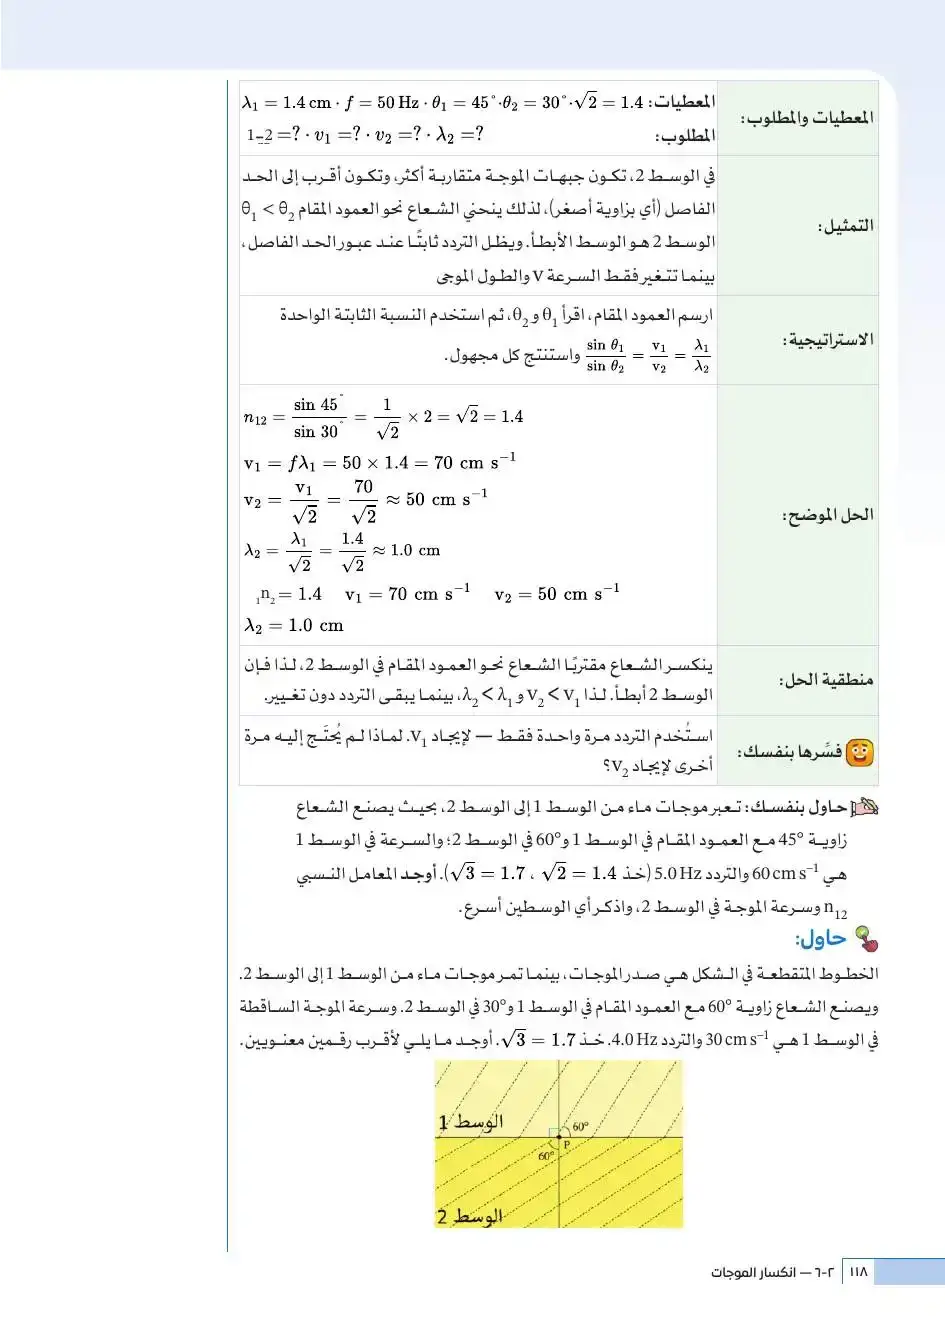 المعطيات والمطلوب:
المعطيات: λ₁ = 1.4 cm · f = 50 Hz · θ₁ = 45° · θ₂ = 30° · √2 = 1.4
المطلوب: 1–2 =? · v₁ =? · v₂ =? · λ₂ =?
التمثيل:
في الوسط 2، تكون جبهات الموجة متقاربة أكثر، وتكون أقرب إلى الحد
الفاصل (أي بزاوية أصغر)، لذلك ينحني الشعاع نحو العمود المقام θ₁ < θ₂
الوسط 2 هو الوسط الأبطأ. ويظل التردد ثابتًا عند عبور الحد الفاصل،
بينما تتغير فقط السرعة v والطول الموجى
الاستراتيجية:
ارسم العمود المقام، اقرأ θ₁ و θ₂، ثم استخدم النسبة الثابتة الواحدة
sin θ₁ / sin θ₂ = v₁ / v₂ = λ₁ / λ₂ واستنتج كل مجهول.
الحل الموضح:
n₁₂ = sin 45° / sin 30° = 1/√2 × 2 = √2 = 1.4
v₁ = fλ₁ = 50 × 1.4 = 70 cm s⁻¹
v₂ = v₁/√2 = 70/√2 ≈ 50 cm s⁻¹
λ₂ = λ₁/√2 = 1.4/√2 ≈ 1.0 cm
₁n₂ = 1.4 v₁ = 70 cm s⁻¹ v₂ = 50 cm s⁻¹
λ₂ = 1.0 cm
منطقية الحل:
ينكسر الشعاع مقتربًا الشعاع نحو العمود المقام في الوسط 2، لذا فإن
الوسط 2 أبطأ. لذا v₂ < v₁ و λ₂ < λ₁، بينما يبقى التردد دون تغيير.
فسّرها بنفسك:
استُخدم التردد مرة واحدة فقط — لإيجاد v₁. لماذا لم يُحتَج إليه مرة
أخرى لإيجاد v₂؟
حاول بنفسك: تعبر موجات ماء من الوسط 1 إلى الوسط 2، بحيث يصنع الشعاع
زاوية 45° مع العمود المقام في الوسط 1 و60° في الوسط 2؛ والسرعة في الوسط 1
هي 60 cm s⁻¹ والتردد 5.0 Hz (خذ √2 = 1.4 ، √3 = 1.7). أوجد المعامل النسبي
n₁₂ وسرعة الموجة في الوسط 2، واذكر أي الوسطين أسرع.
حاول:
الخطوط المتقطعة في الشكل هي صدر الموجات، بينما تمر موجات ماء من الوسط 1 إلى الوسط 2.
ويصنع الشعاع زاوية 60° مع العمود المقام في الوسط 1 و30° في الوسط 2. وسرعة الموجة الساقطة
في الوسط 1 هي 30 cm s⁻¹ والتردد 4.0 Hz. خذ √3 = 1.7. أوجد ما يلي لأقرب رقمين معنويين.
الوسط 1
60°
P
60°
الوسط 2
١١٨
٦-٢ — انكسار الموجات